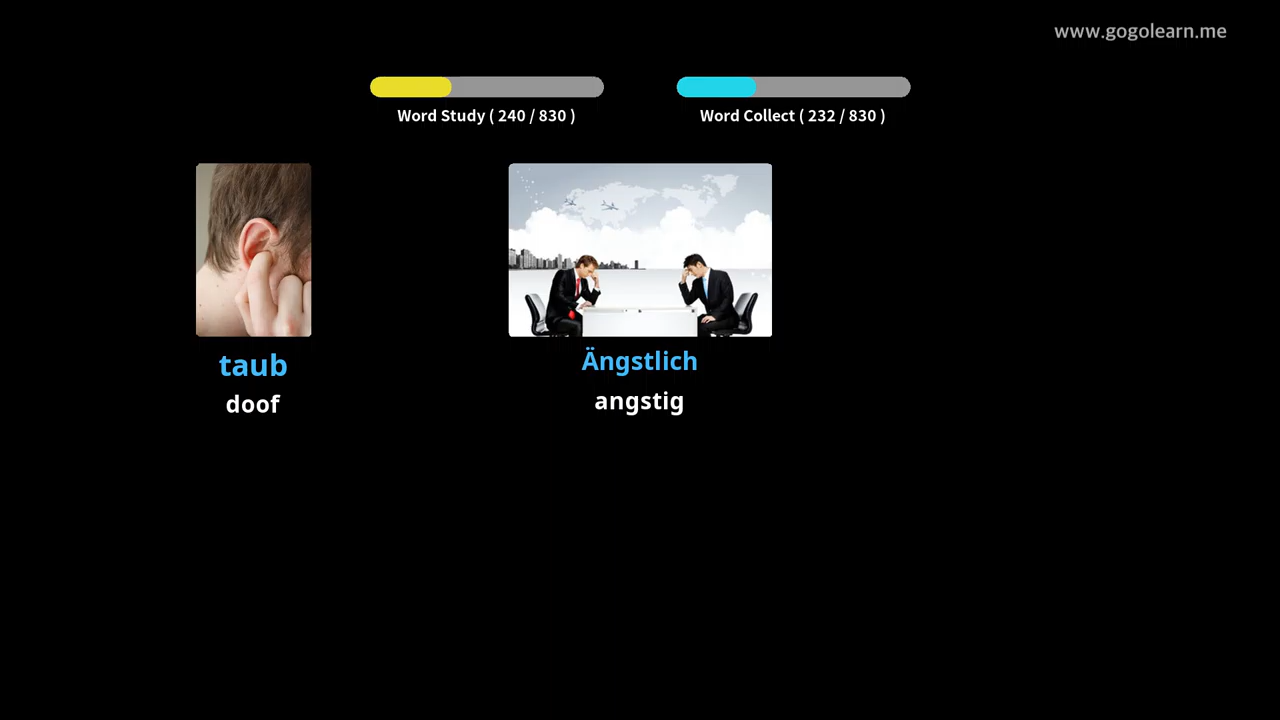 www.gogolearn.me
Word Study ( 240 / 830 )
Word Collect ( 232 / 830 )
taub
doof
Ängstlich
angstig